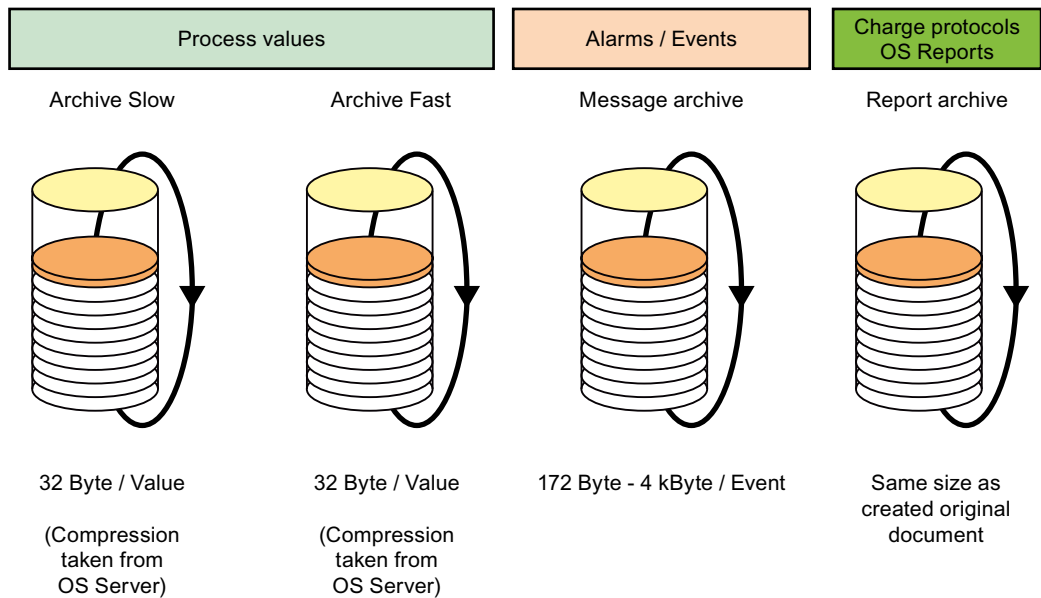 Process values
Alarms / Events
Charge protocols
OS Reports
Archive Slow
Archive Fast
Message archive
Report archive
32 Byte / Value
32 Byte / Value
172 Byte - 4 kByte / Event
Same size as
created original
document
(Compression
taken from
OS Server)
(Compression
taken from
OS Server)